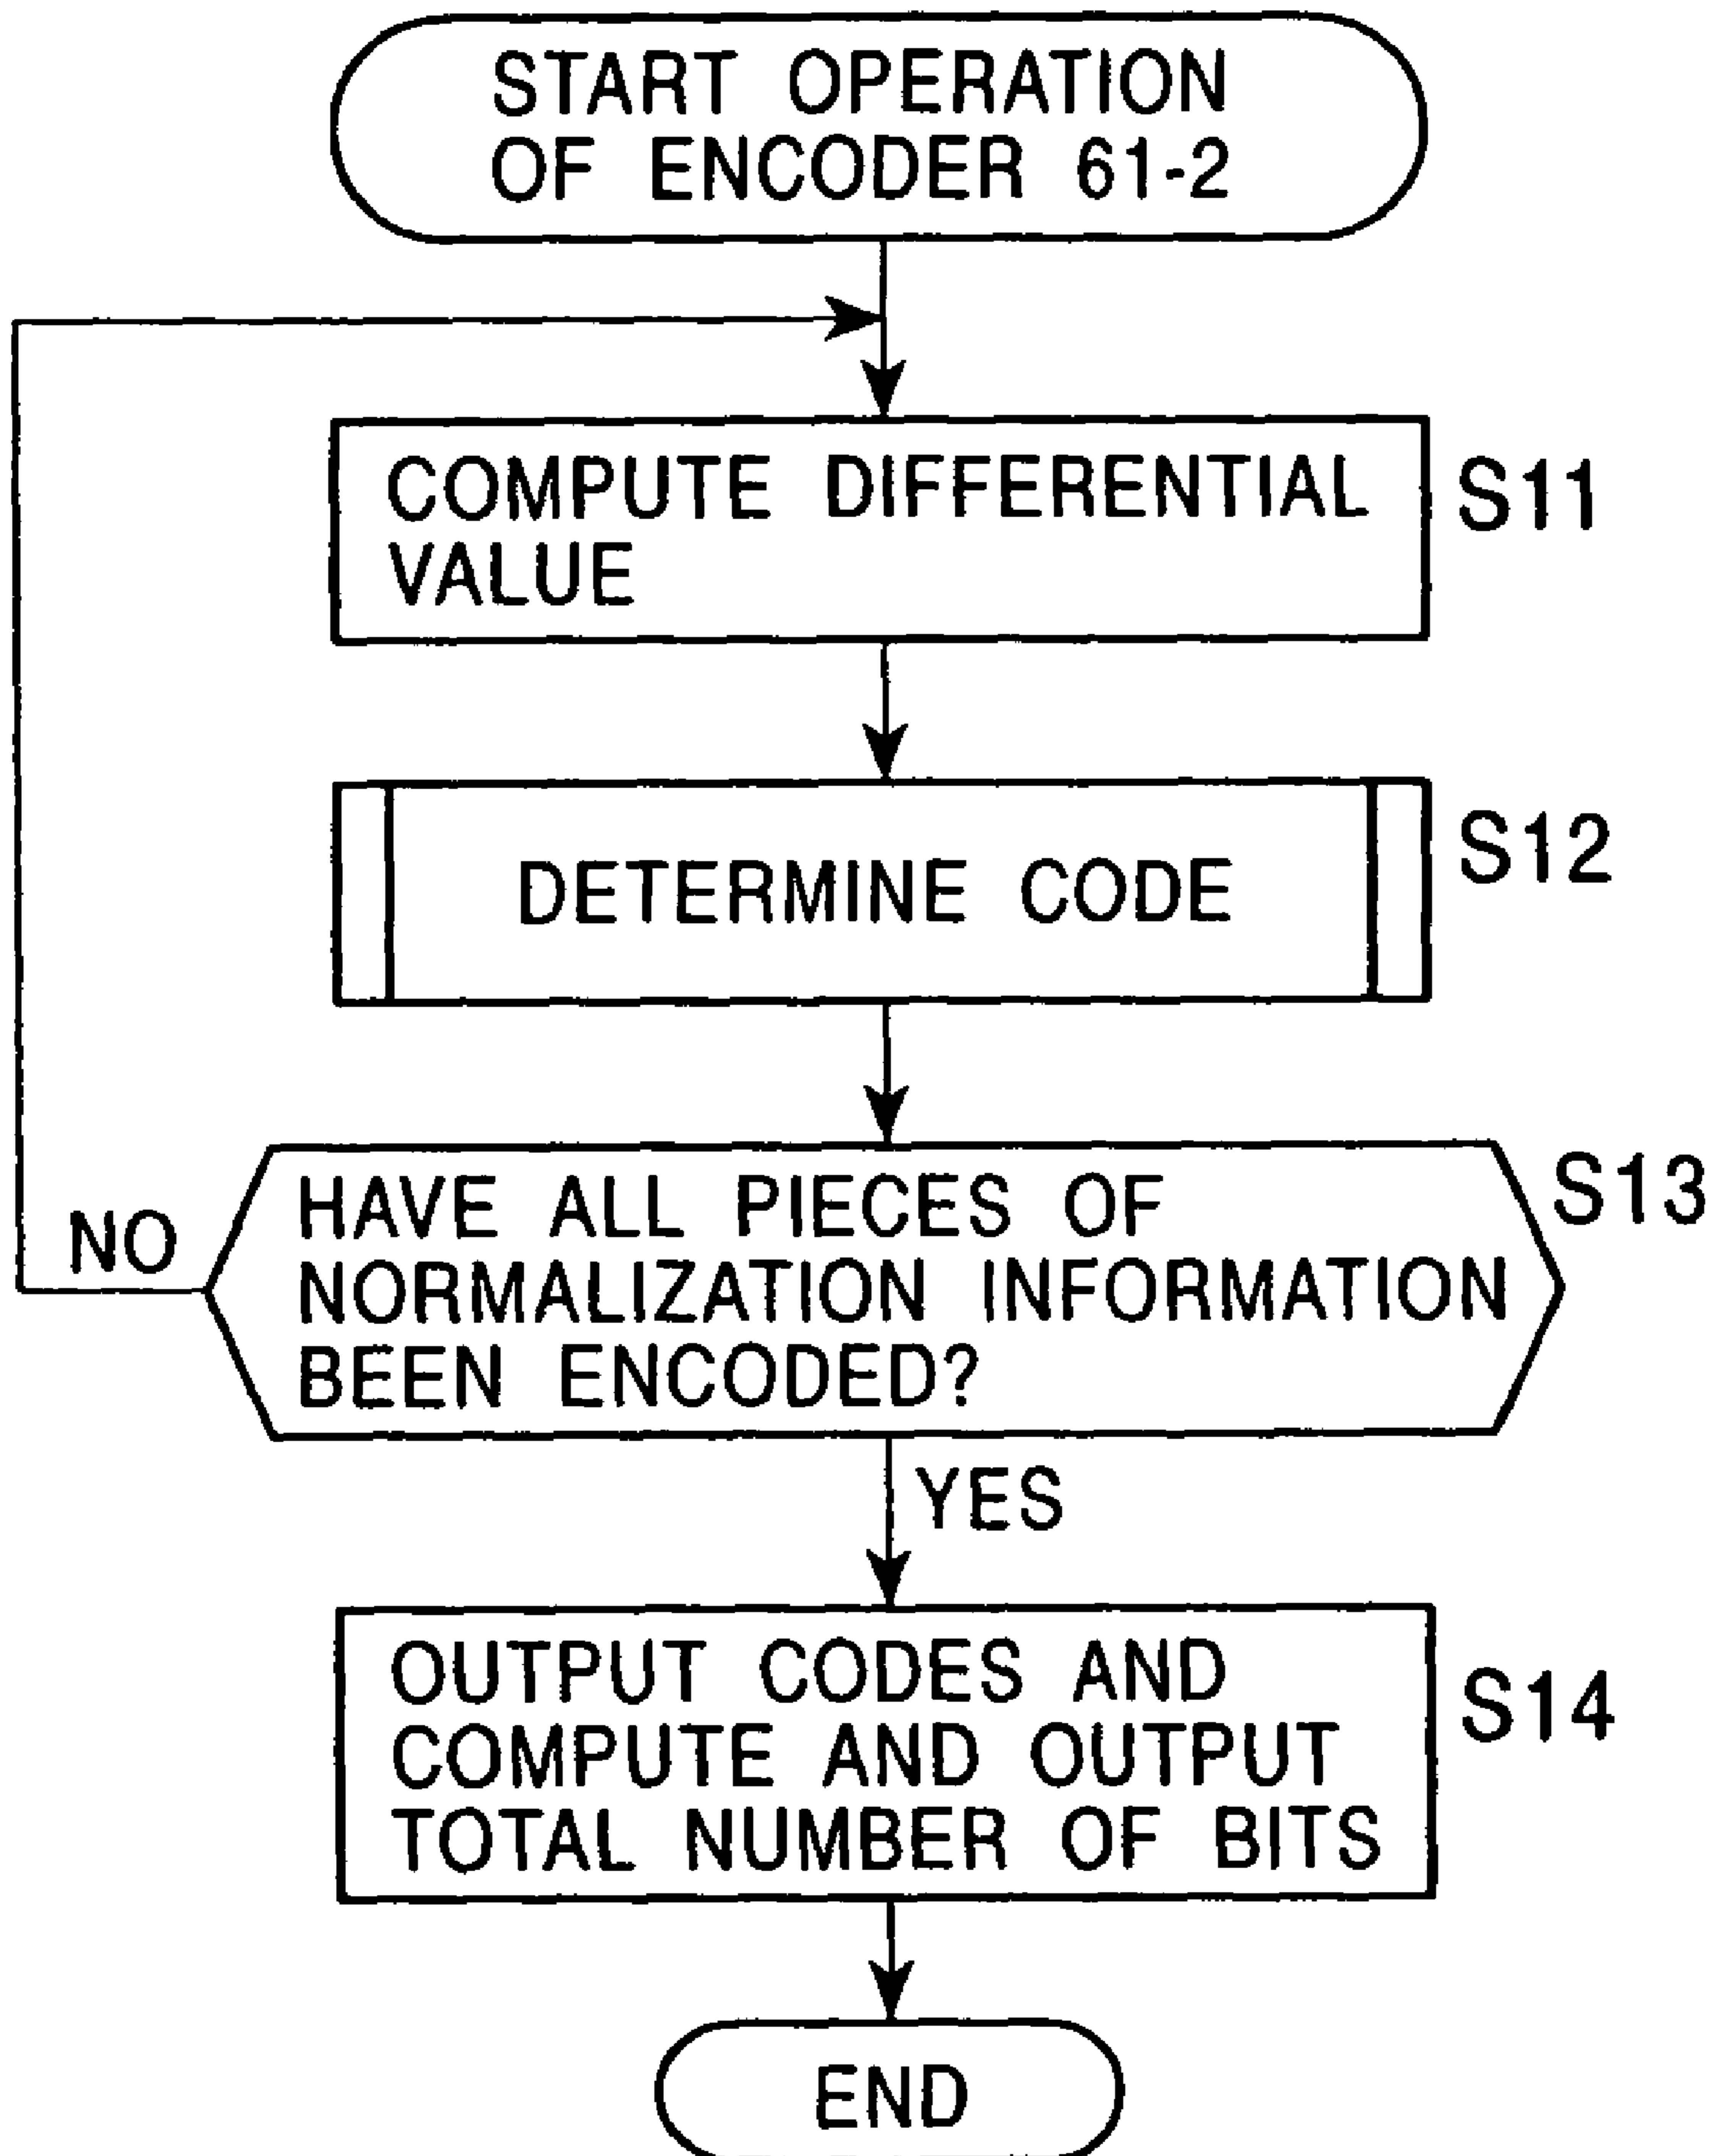 START OPERATION
OF ENCODER 61-2
COMPUTE DIFFERENTIAL
VALUE
S11
DETERMINE CODE
S12
HAVE ALL PIECES OF
NORMALIZATION INFORMATION
BEEN ENCODED?
S13
NO
YES
OUTPUT CODES AND
COMPUTE AND OUTPUT
TOTAL NUMBER OF BITS
S14
END